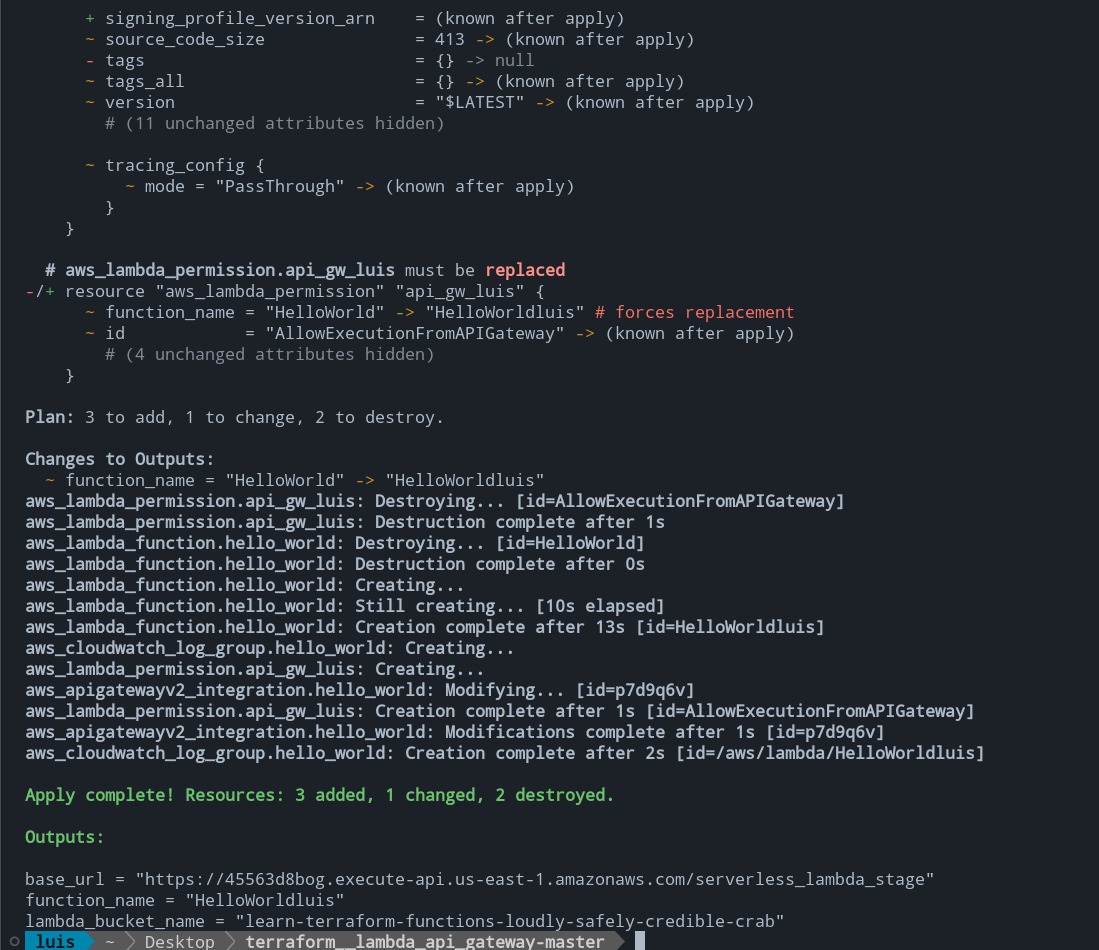 + signing_profile_version_arn    = (known after apply)
~ source_code_size               = 413 -> (known after apply)
- tags                           = {} -> null
~ tags_all                       = {} -> (known after apply)
~ version                        = "$LATEST" -> (known after apply)
# (11 unchanged attributes hidden)
~ tracing_config {
~ mode = "PassThrough" -> (known after apply)
}
}
# aws_lambda_permission.api_gw_luis must be replaced
-/+ resource "aws_lambda_permission" "api_gw_luis" {
~ function_name = "HelloWorld" -> "HelloWorldluis" # forces replacement
~ id            = "AllowExecutionFromAPIGateway" -> (known after apply)
# (4 unchanged attributes hidden)
}
Plan: 3 to add, 1 to change, 2 to destroy.
Changes to Outputs:
~ function_name = "HelloWorld" -> "HelloWorldluis"
aws_lambda_permission.api_gw_luis: Destroying... [id=AllowExecutionFromAPIGateway]
aws_lambda_permission.api_gw_luis: Destruction complete after 1s
aws_lambda_function.hello_world: Destroying... [id=HelloWorld]
aws_lambda_function.hello_world: Destruction complete after 0s
aws_lambda_function.hello_world: Creating...
aws_lambda_function.hello_world: Still creating... [10s elapsed]
aws_lambda_function.hello_world: Creation complete after 13s [id=HelloWorldluis]
aws_cloudwatch_log_group.hello_world: Creating...
aws_lambda_permission.api_gw_luis: Creating...
aws_apigatewayv2_integration.hello_world: Modifying... [id=p7d9q6v]
aws_lambda_permission.api_gw_luis: Creation complete after 1s [id=AllowExecutionFromAPIGateway]
aws_apigatewayv2_integration.hello_world: Modifications complete after 1s [id=p7d9q6v]
aws_cloudwatch_log_group.hello_world: Creation complete after 2s [id=/aws/lambda/HelloWorldluis]
Apply complete! Resources: 3 added, 1 changed, 2 destroyed.
Outputs:
base_url = "https://45563d8bog.execute-api.us-east-1.amazonaws.com/serverless_lambda_stage"
function_name = "HelloWorldluis"
lambda_bucket_name = "learn-terraform-functions-loudly-safely-credible-crab"
luis ~ Desktop terraform__lambda_api_gateway-master